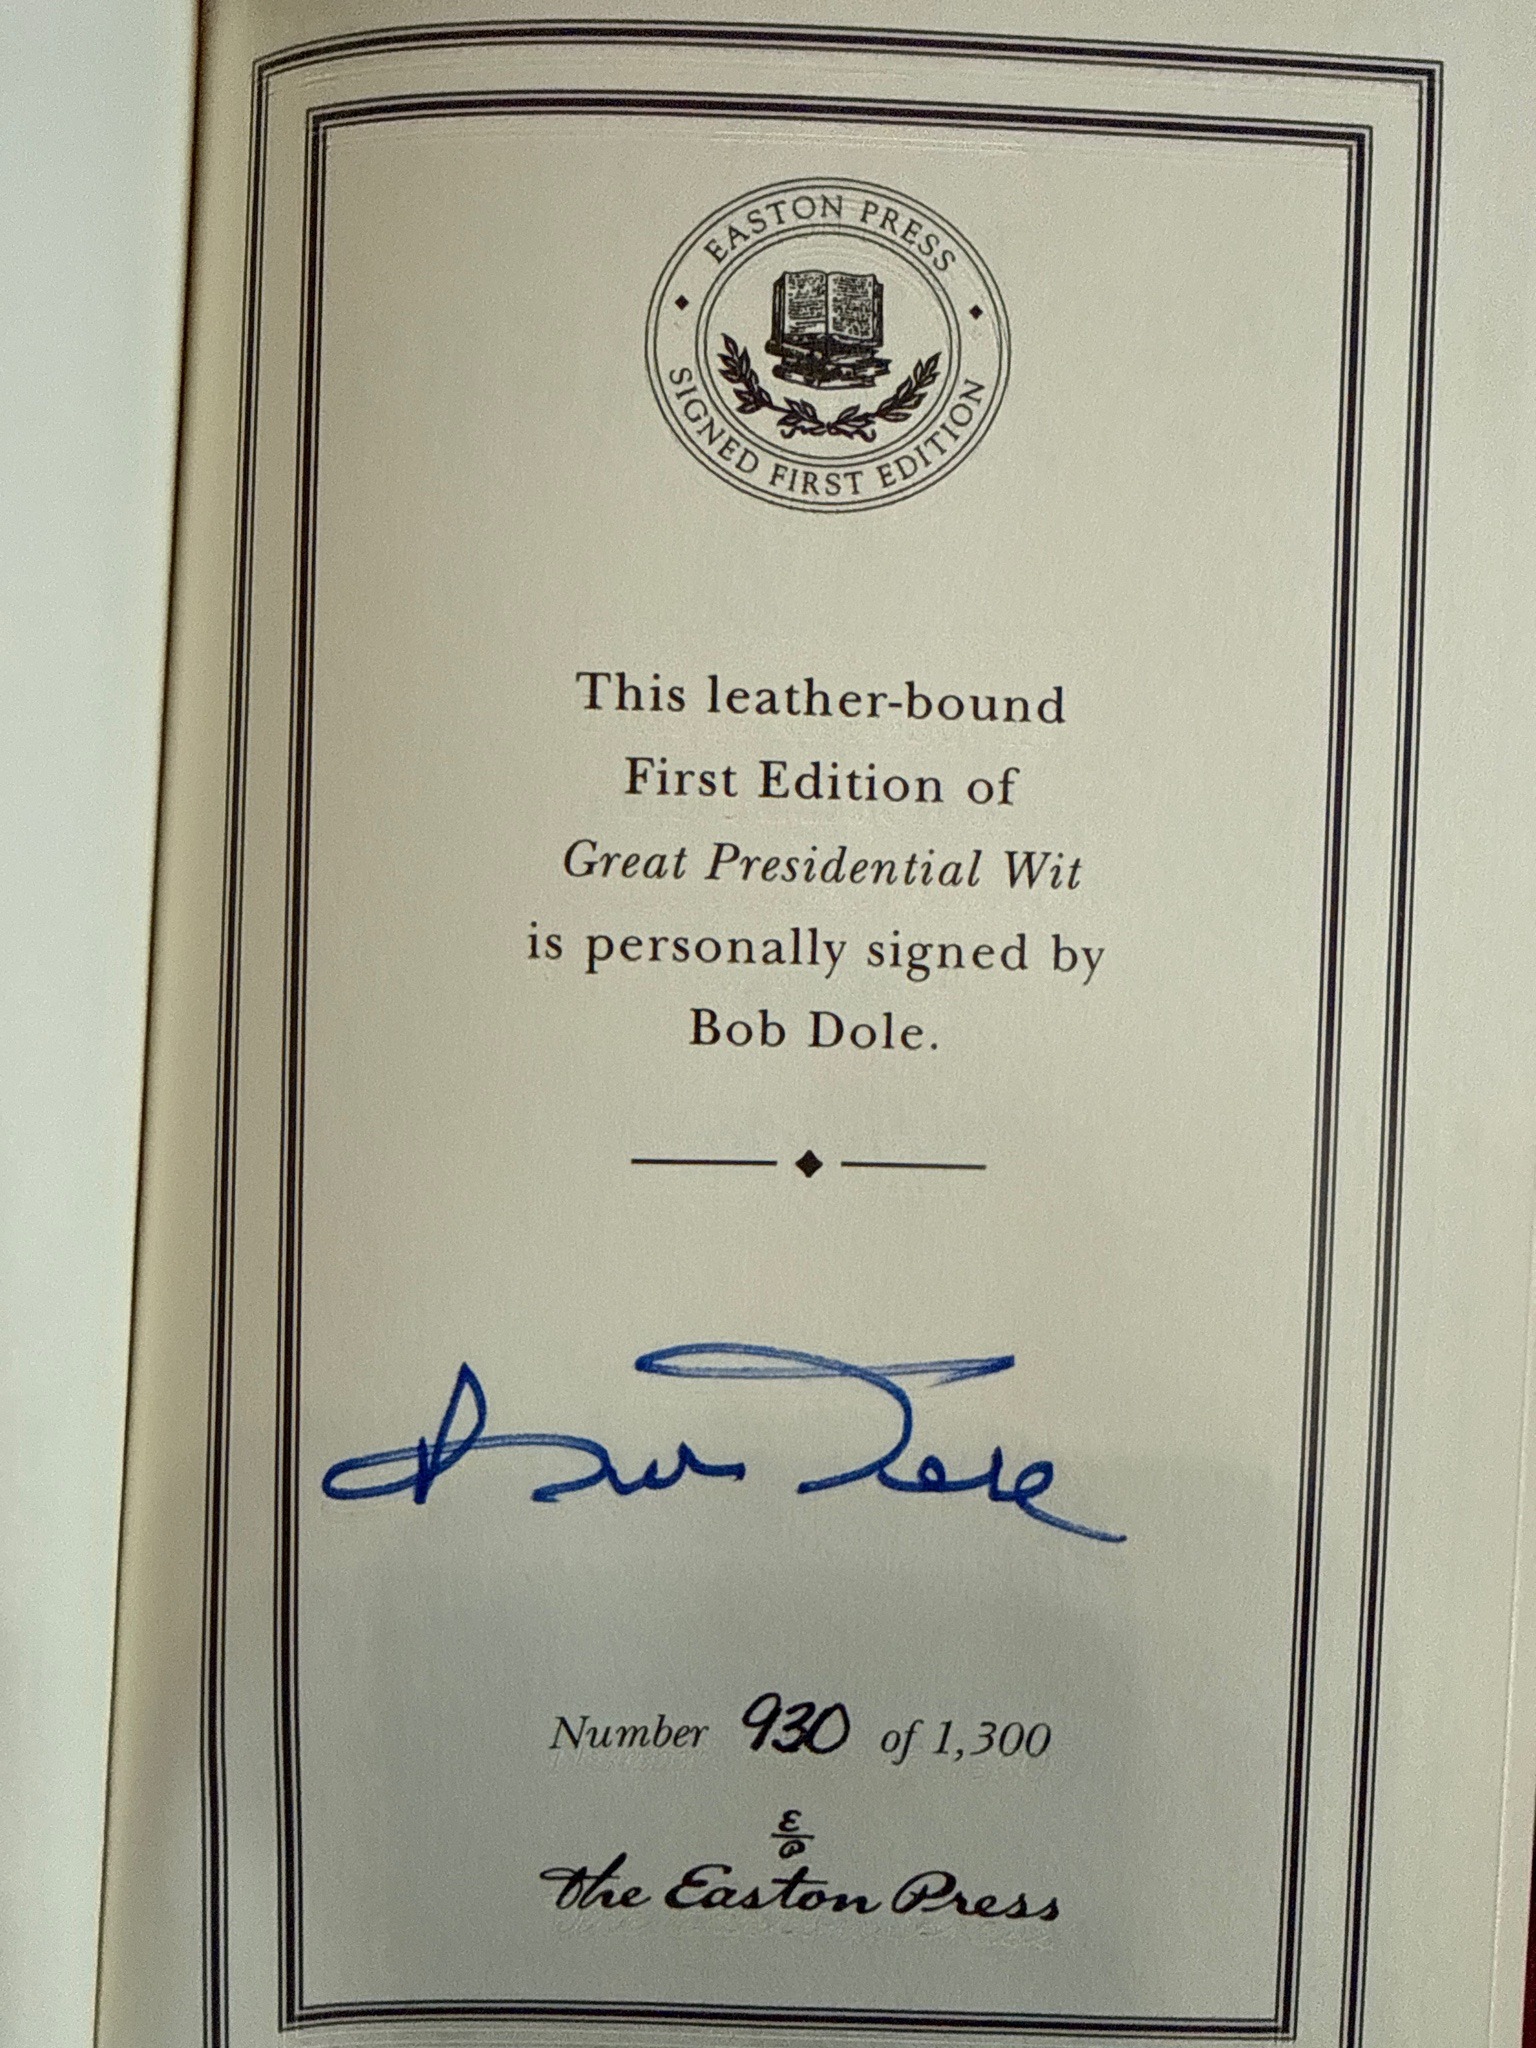 EASTON PRESS
SIGNED FIRST EDITION
This leather-bound
First Edition of
Great Presidential Wit
is personally signed by
Bob Dole.
Bob Dole
Number 930 of 1,300
E
P
The Easton Press